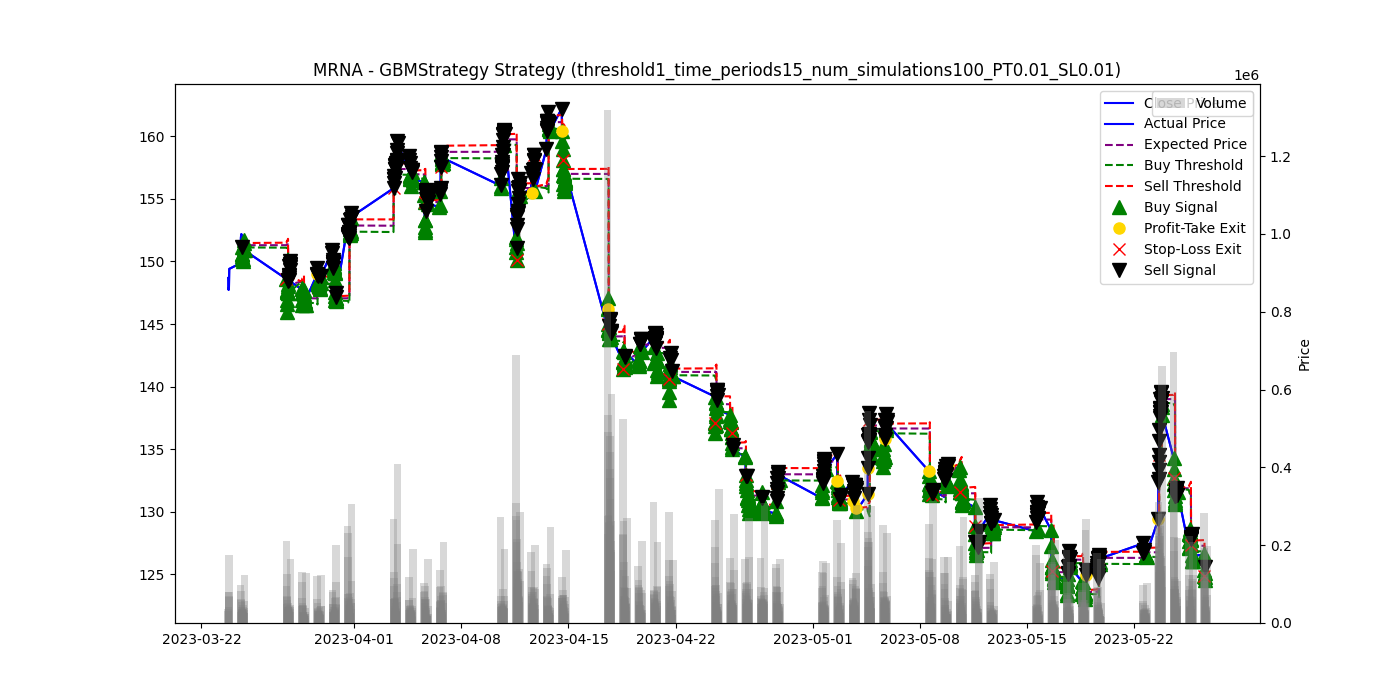 MRNA - GBMStrategy Strategy (threshold1_time_periods15_num_simulations100_PT0.01_SL0.01)
1e6
Volume
Actual Price
Expected Price
Buy Threshold
Sell Threshold
Buy Signal
Profit-Take Exit
Stop-Loss Exit
Sell Signal
160
155
150
145
140
135
130
125
1.2
1.0
0.8
0.6
0.4
0.2
0.0
Price
2023-03-22
2023-04-01
2023-04-08
2023-04-15
2023-04-22
2023-05-01
2023-05-08
2023-05-15
2023-05-22